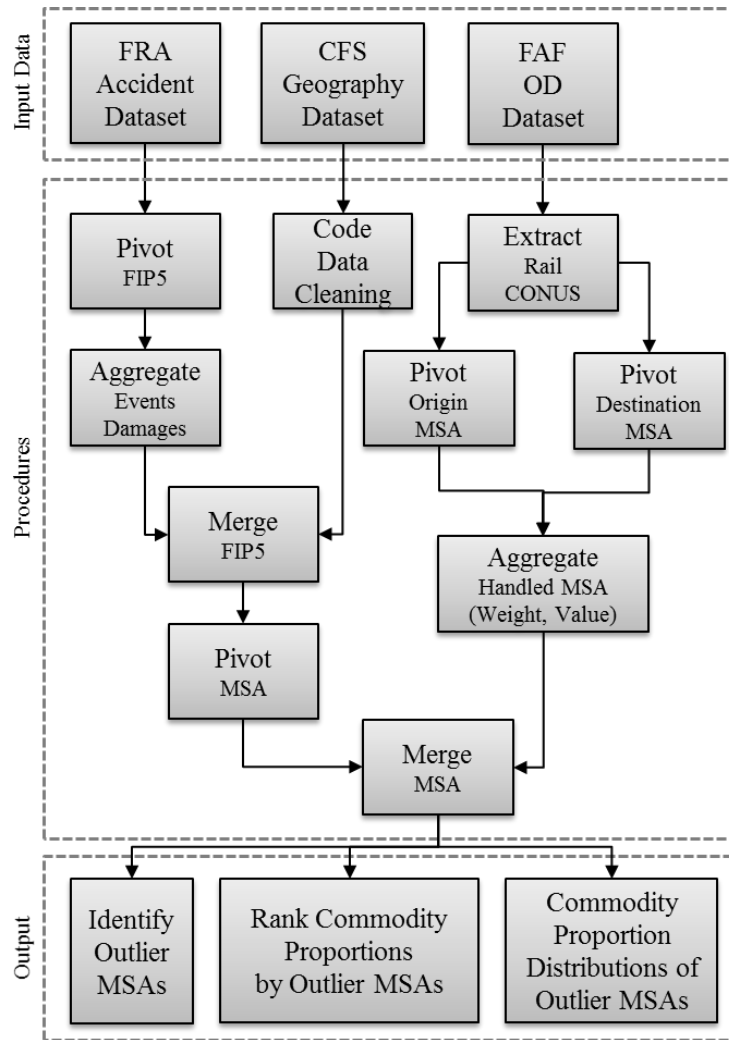 Input Data
FRA
Accident
Dataset
CFS
Geography
Dataset
FAF
OD
Dataset
Procedures
Pivot
FIP5
Code
Data
Cleaning
Extract
Rail
CONUS
Aggregate
Events
Damages
Pivot
Origin
MSA
Pivot
Destination
MSA
Merge
FIP5
Aggregate
Handled MSA
(Weight, Value)
Pivot
MSA
Merge
MSA
Output
Identify
Outlier
MSAs
Rank Commodity
Proportions
by Outlier MSAs
Commodity
Proportion
Distributions of
Outlier MSAs